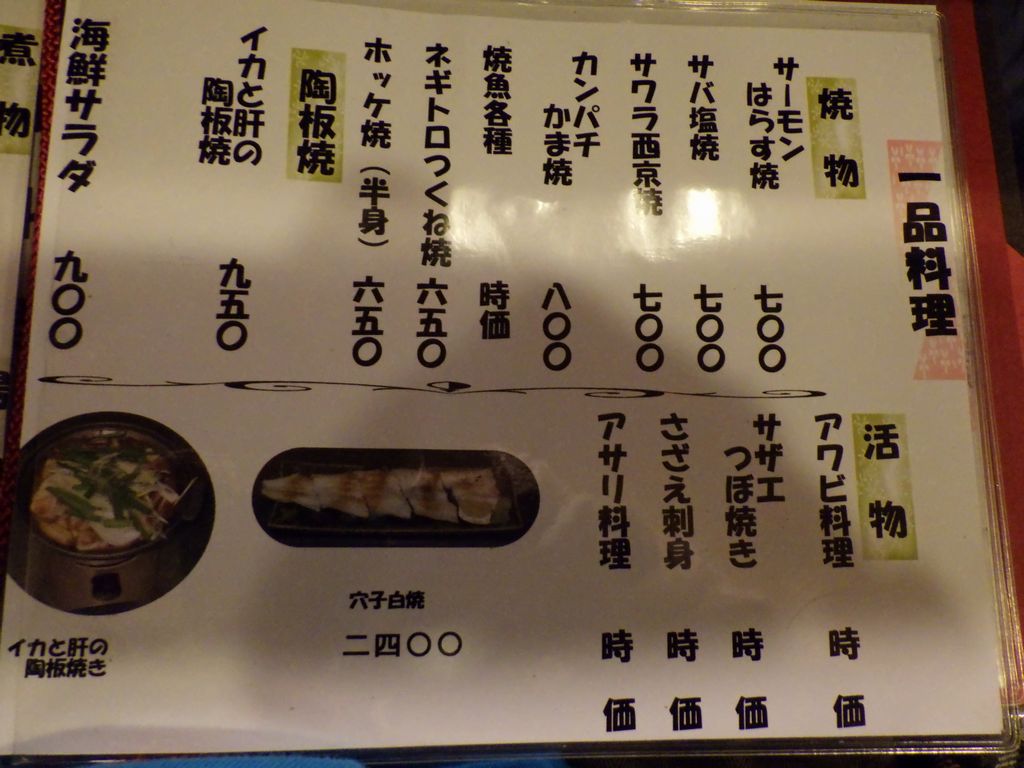 一品料理
焼物
サーモン
はらす焼
七〇〇
サバ塩焼
七〇〇
サワラ西京焼
七〇〇
カンパチ
かま焼
八〇〇
焼魚各種
時価
ネギトロつくね焼
六五〇
ホッケ焼（半身）
六五〇
陶板焼
イカと肝の
陶板焼
九五〇
海鮮サラダ
九〇〇
活物
アワビ料理
時価
サザエ
つぼ焼き
時価
さざえ刺身
時価
アサリ料理
時価
穴子白焼
二四〇〇
イカと肝の
陶板焼き
煮物